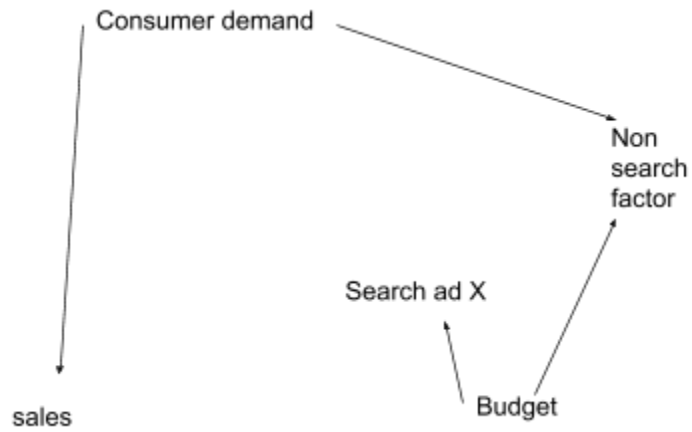 Consumer demand
Non
search
factor
Search ad X
Budget
sales